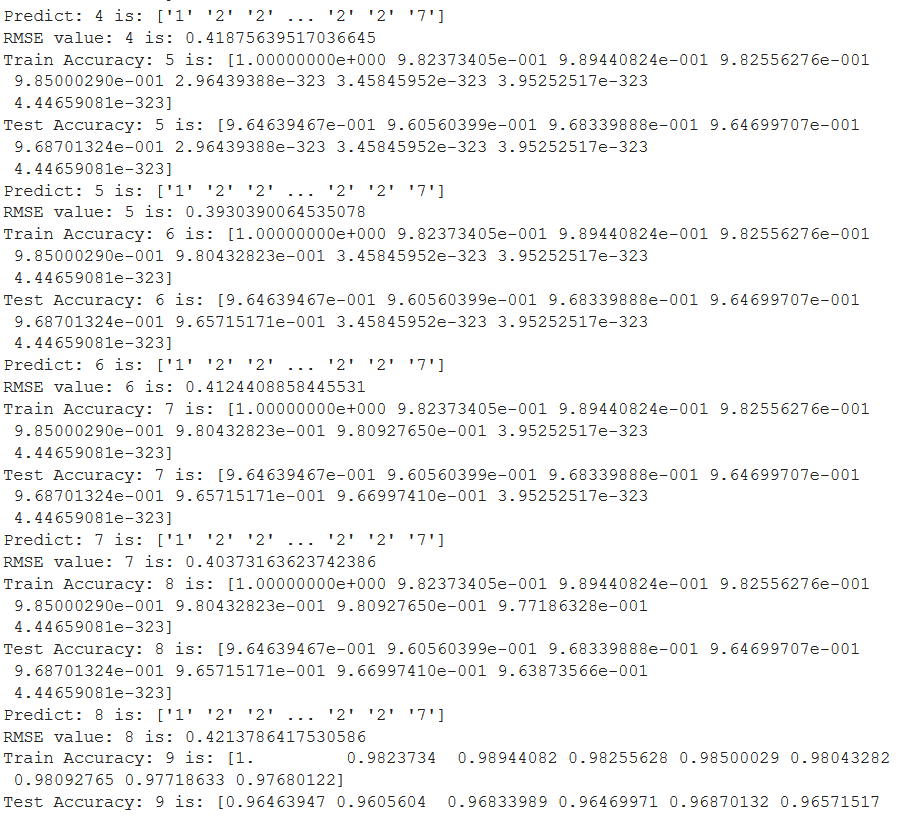 Predict: 4 is: ['1' '2' '2' ... '2' '2' '7']
RMSE value: 4 is: 0.41875639517036645
Train Accuracy: 5 is: [1.00000000e+000 9.82373405e-001 9.89440824e-001 9.82556276e-001
9.85000290e-001 2.96439388e-323 3.45845952e-323 3.95252517e-323
4.44659081e-323]
Test Accuracy: 5 is: [9.64639467e-001 9.60560399e-001 9.68339888e-001 9.64699707e-001
9.68701324e-001 2.96439388e-323 3.45845952e-323 3.95252517e-323
4.44659081e-323]
Predict: 5 is: ['1' '2' '2' ... '2' '2' '7']
RMSE value: 5 is: 0.3930390064535078
Train Accuracy: 6 is: [1.00000000e+000 9.82373405e-001 9.89440824e-001 9.82556276e-001
9.85000290e-001 9.80432823e-001 3.45845952e-323 3.95252517e-323
4.44659081e-323]
Test Accuracy: 6 is: [9.64639467e-001 9.60560399e-001 9.68339888e-001 9.64699707e-001
9.68701324e-001 9.65715171e-001 3.45845952e-323 3.95252517e-323
4.44659081e-323]
Predict: 6 is: ['1' '2' '2' ... '2' '2' '7']
RMSE value: 6 is: 0.4124408858445531
Train Accuracy: 7 is: [1.00000000e+000 9.82373405e-001 9.89440824e-001 9.82556276e-001
9.85000290e-001 9.80432823e-001 9.80927650e-001 3.95252517e-323
4.44659081e-323]
Test Accuracy: 7 is: [9.64639467e-001 9.60560399e-001 9.68339888e-001 9.64699707e-001
9.68701324e-001 9.65715171e-001 9.66997410e-001 3.95252517e-323
4.44659081e-323]
Predict: 7 is: ['1' '2' '2' ... '2' '2' '7']
RMSE value: 7 is: 0.40373163623742386
Train Accuracy: 8 is: [1.00000000e+000 9.82373405e-001 9.89440824e-001 9.82556276e-001
9.85000290e-001 9.80432823e-001 9.80927650e-001 9.77186328e-001
4.44659081e-323]
Test Accuracy: 8 is: [9.64639467e-001 9.60560399e-001 9.68339888e-001 9.64699707e-001
9.68701324e-001 9.65715171e-001 9.66997410e-001 9.63873566e-001
4.44659081e-323]
Predict: 8 is: ['1' '2' '2' ... '2' '2' '7']
RMSE value: 8 is: 0.4213786417530586
Train Accuracy: 9 is: [1. 0.9823734 0.98944082 0.98255628 0.98500029 0.98043282
0.98092765 0.97718633 0.97680122]
Test Accuracy: 9 is: [0.96463947 0.9605604 0.96833989 0.96469971 0.96870132 0.96571517